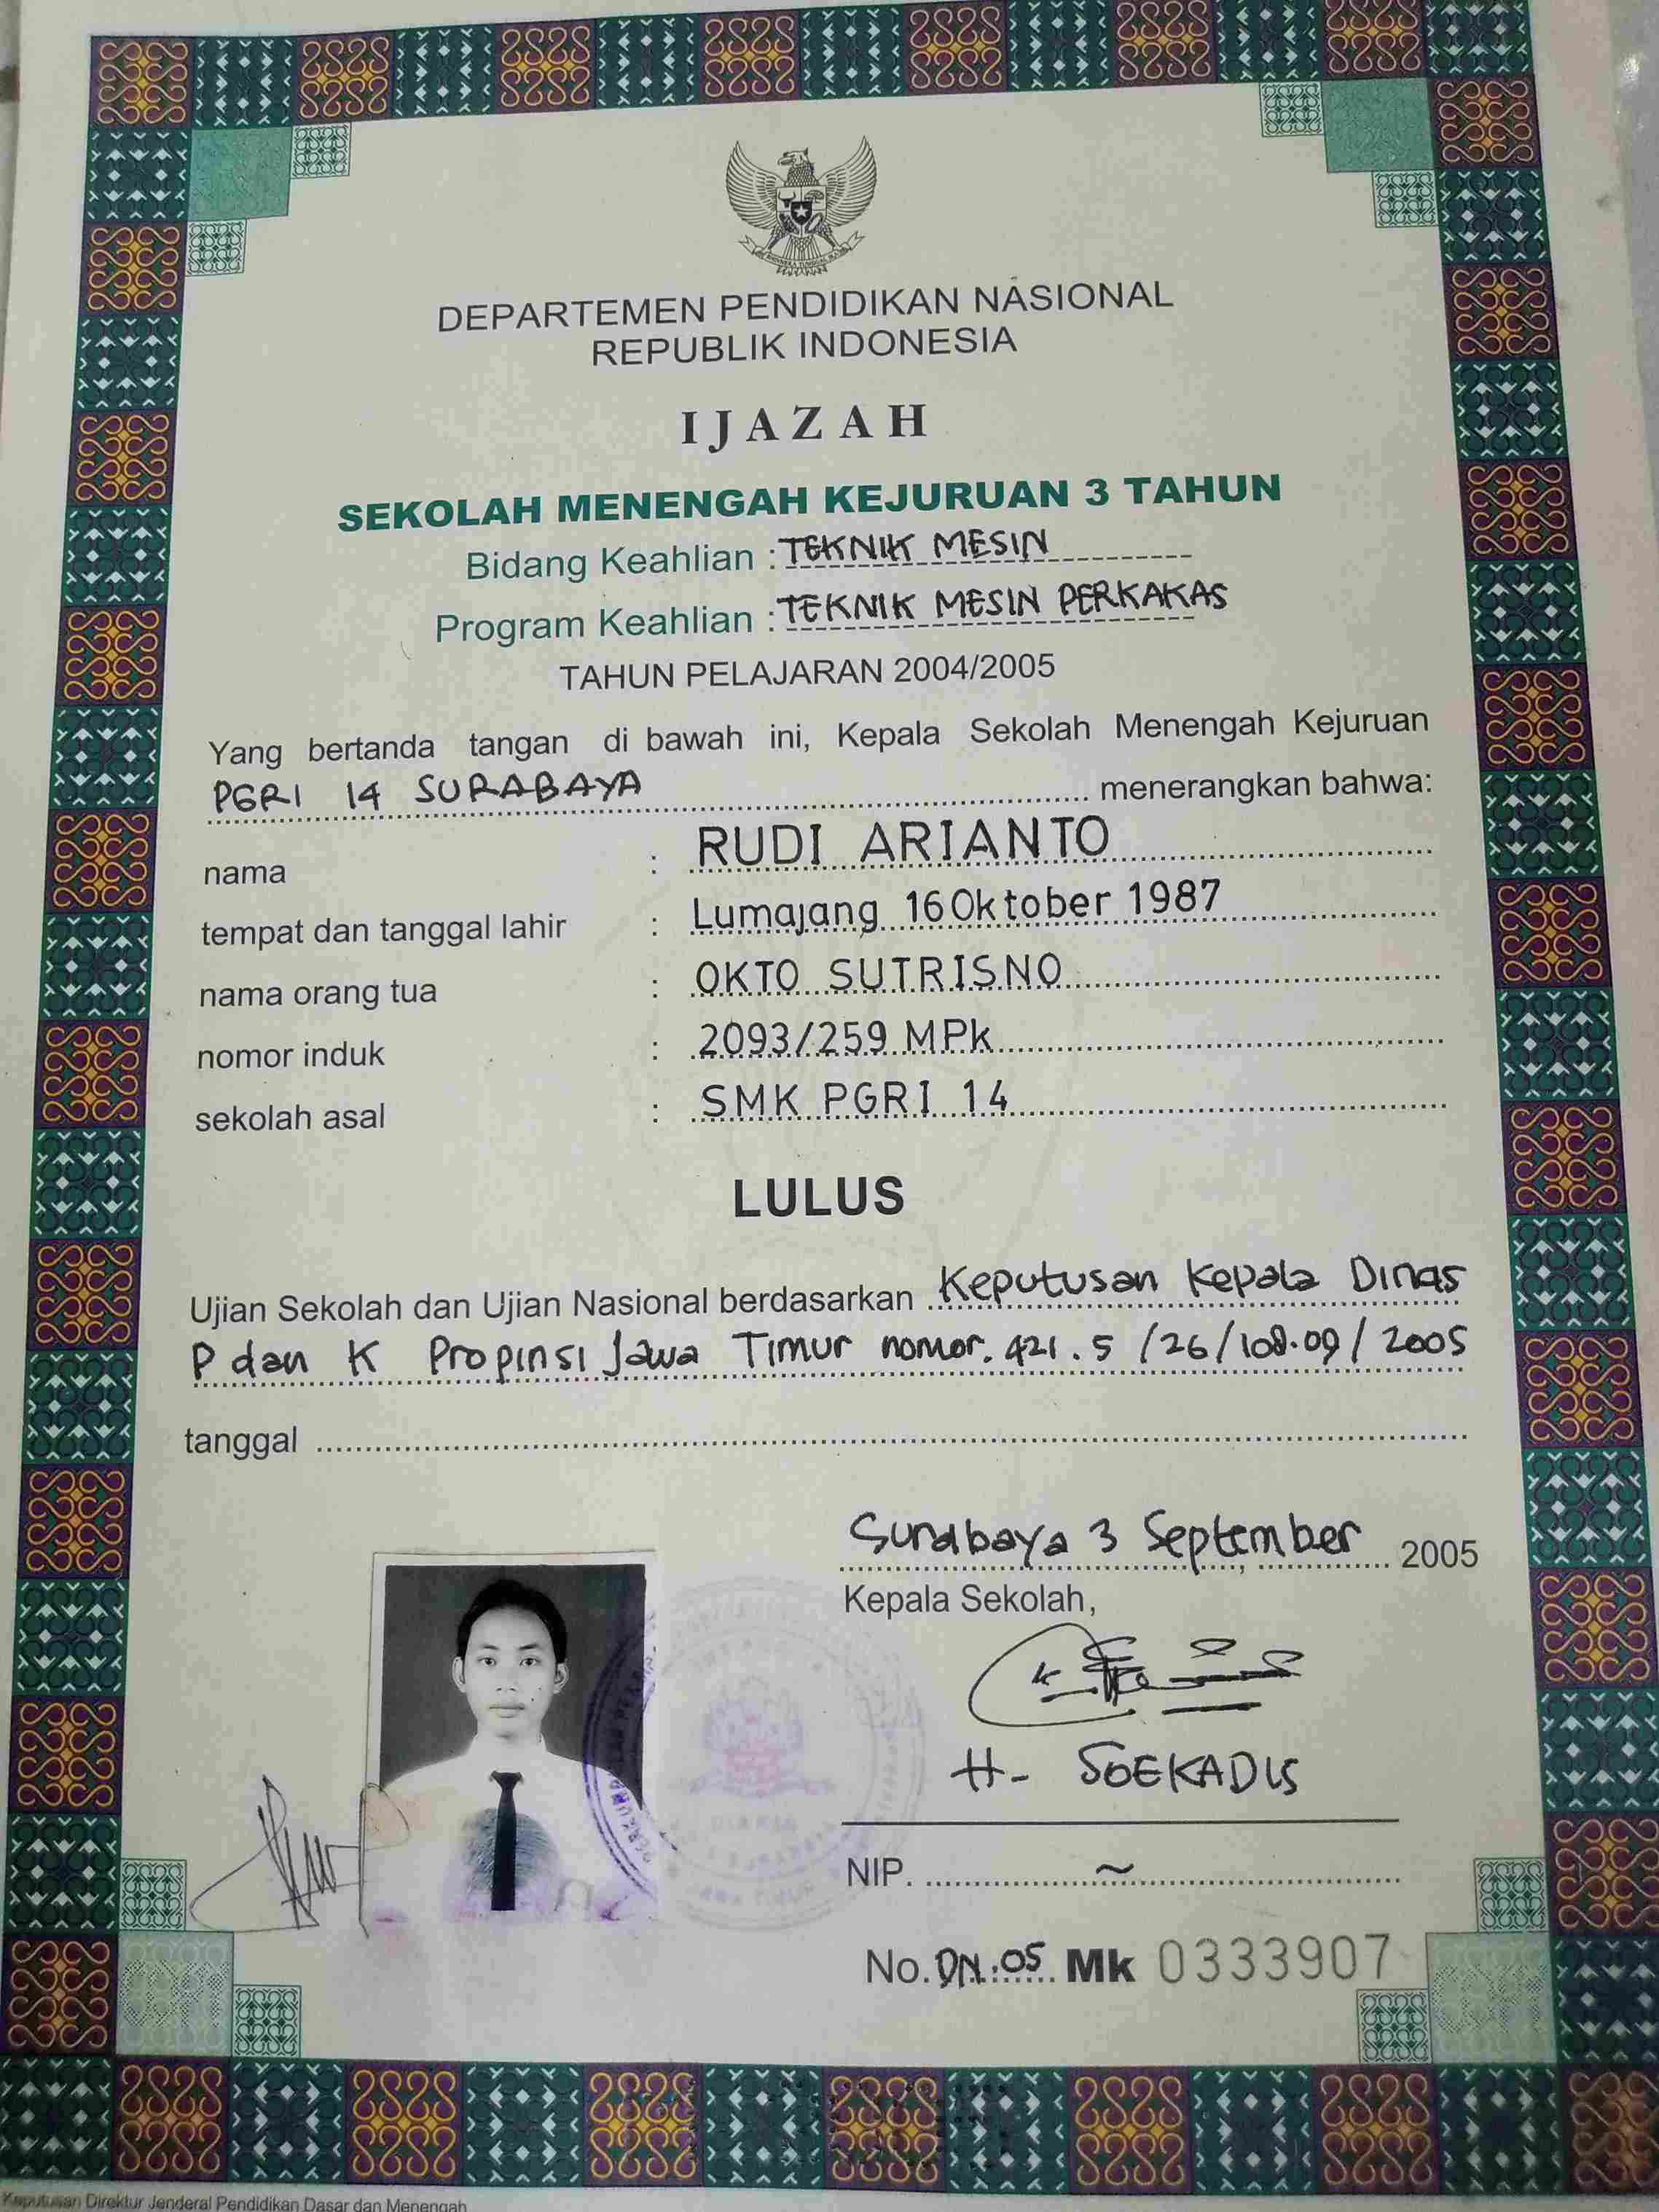 DEPARTEMEN PENDIDIKAN NASIONAL
REPUBLIK INDONESIA
IJAZAH
SEKOLAH MENENGAH KEJURUAN 3 TAHUN
Bidang Keahlian : TEKNIK MESIN
Program Keahlian : TEKNIK MESIN PERKAKAS
TAHUN PELAJARAN 2004/2005
Yang bertanda tangan di bawah ini, Kepala Sekolah Menengah Kejuruan
PGRI 14 SURABAYA menerangkan bahwa:
nama : RUDI ARIANTO
tempat dan tanggal lahir : Lumajang 16 Oktober 1987
nama orang tua : OKTO SUTRISNO
nomor induk : 2093/259 MPk
sekolah asal : SMK PGRI 14
LULUS
Ujian Sekolah dan Ujian Nasional berdasarkan Keputusan Kepala Dinas
P dan K Propinsi Jawa Timur nomor. 421.5/26/108.09/2005
tanggal
Surabaya 3 September, 2005
Kepala Sekolah,
H- SOEKADIS
NIP. ~
No. DN.05 Mk 0333907
Keputusan Direktur Jenderal Pendidikan Dasar dan Menengah